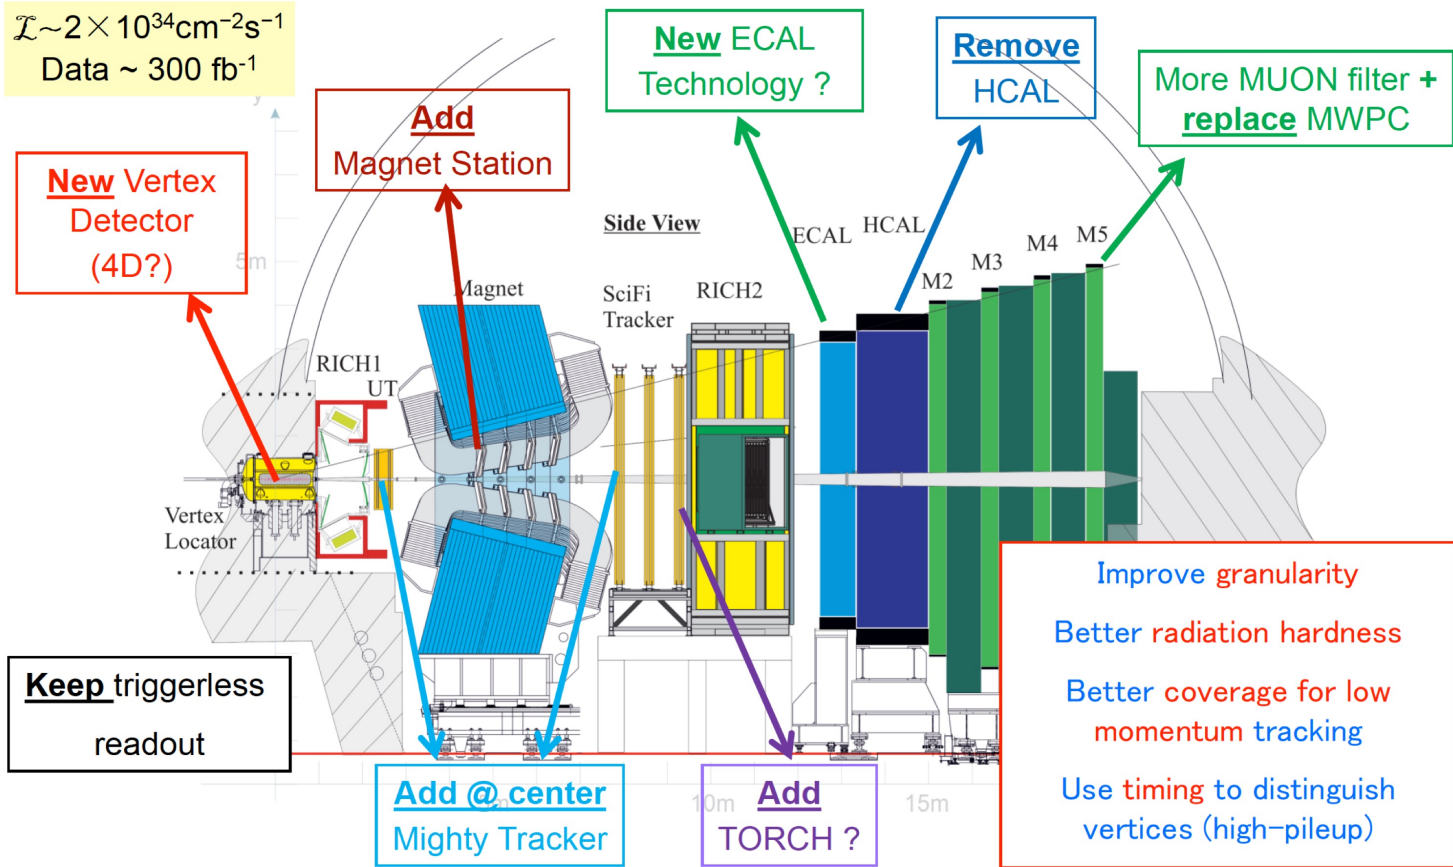 ℒ~2×10³⁴cm⁻²s⁻¹
Data ~ 300 fb⁻¹
New ECAL
Technology ?
Remove
HCAL
More MUON filter +
replace MWPC
Add
Magnet Station
New Vertex
Detector
(4D?)
y
5m
Side View
ECAL
HCAL
M2
M3
M4
M5
Magnet
SciFi
Tracker
RICH2
RICH1
UT
Vertex
Locator
Keep triggerless
readout
Improve granularity
Better radiation hardness
Better coverage for low
momentum tracking
Use timing to distinguish
vertices (high-pileup)
Add @ center
Mighty Tracker
10m
Add
TORCH ?
15m